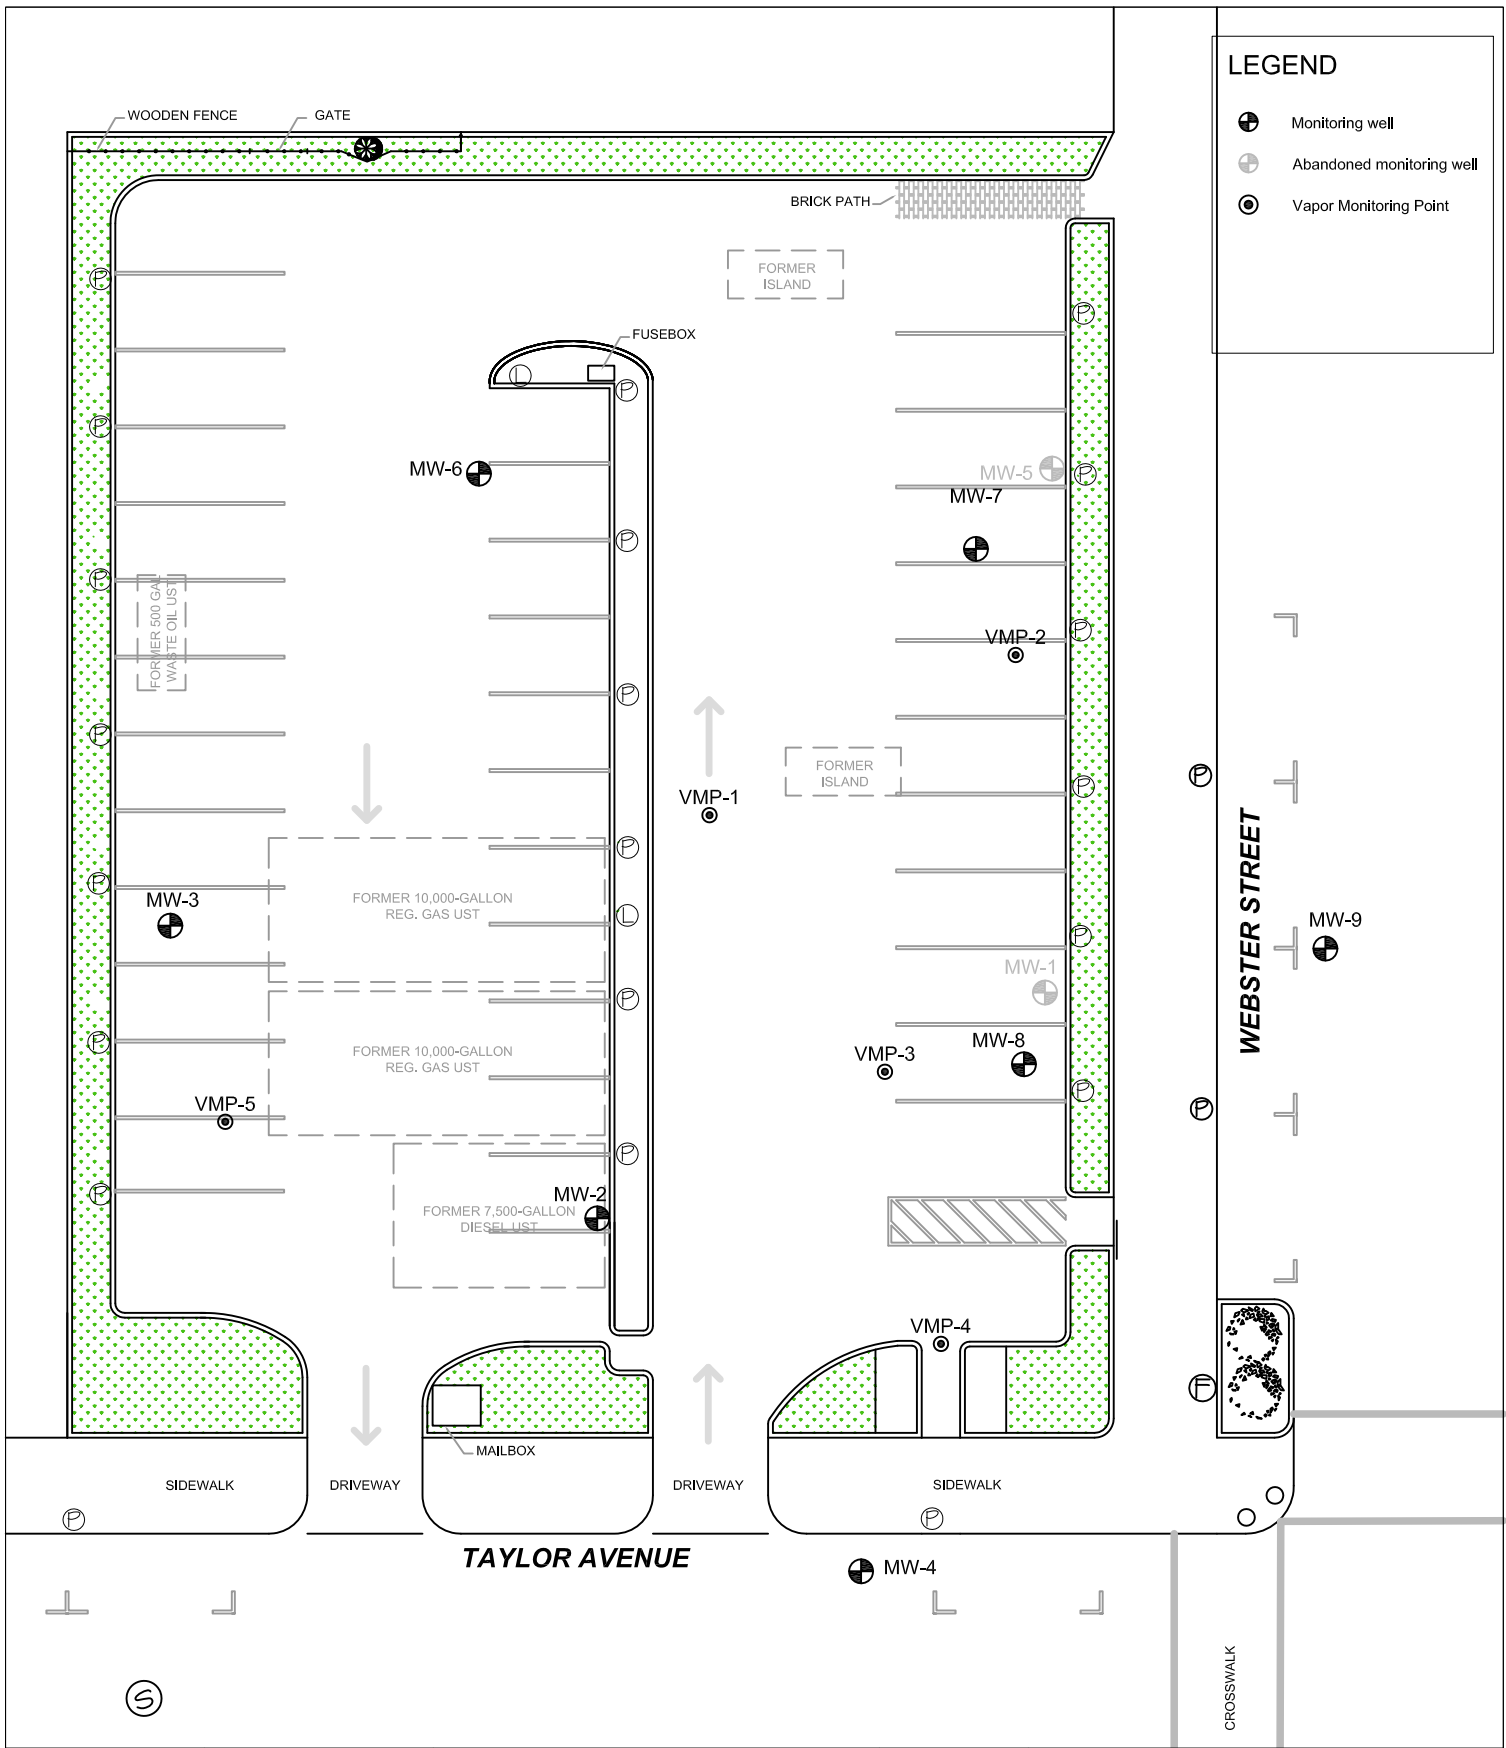 LEGEND
Monitoring well
Abandoned monitoring well
Vapor Monitoring Point
WOODEN FENCE
GATE
BRICK PATH
FORMER
ISLAND
P
P
FUSEBOX
L
P
P
MW-6
MW-5
P
MW-7
P
P
FORMER 500 GAL
WASTE OIL UST
VMP-2
P
P
P
FORMER
ISLAND
P
P
VMP-1
P
FORMER 10,000-GALLON
REG. GAS UST
MW-3
P
L
WEBSTER STREET
MW-9
P
MW-1
P
FORMER 10,000-GALLON
REG. GAS UST
P
VMP-3
MW-8
P
P
VMP-5
P
MW-2
P
FORMER 7,500-GALLON
DIESEL UST
VMP-4
F
MAILBOX
SIDEWALK
DRIVEWAY
DRIVEWAY
SIDEWALK
P
P
TAYLOR AVENUE
MW-4
CROSSWALK
S